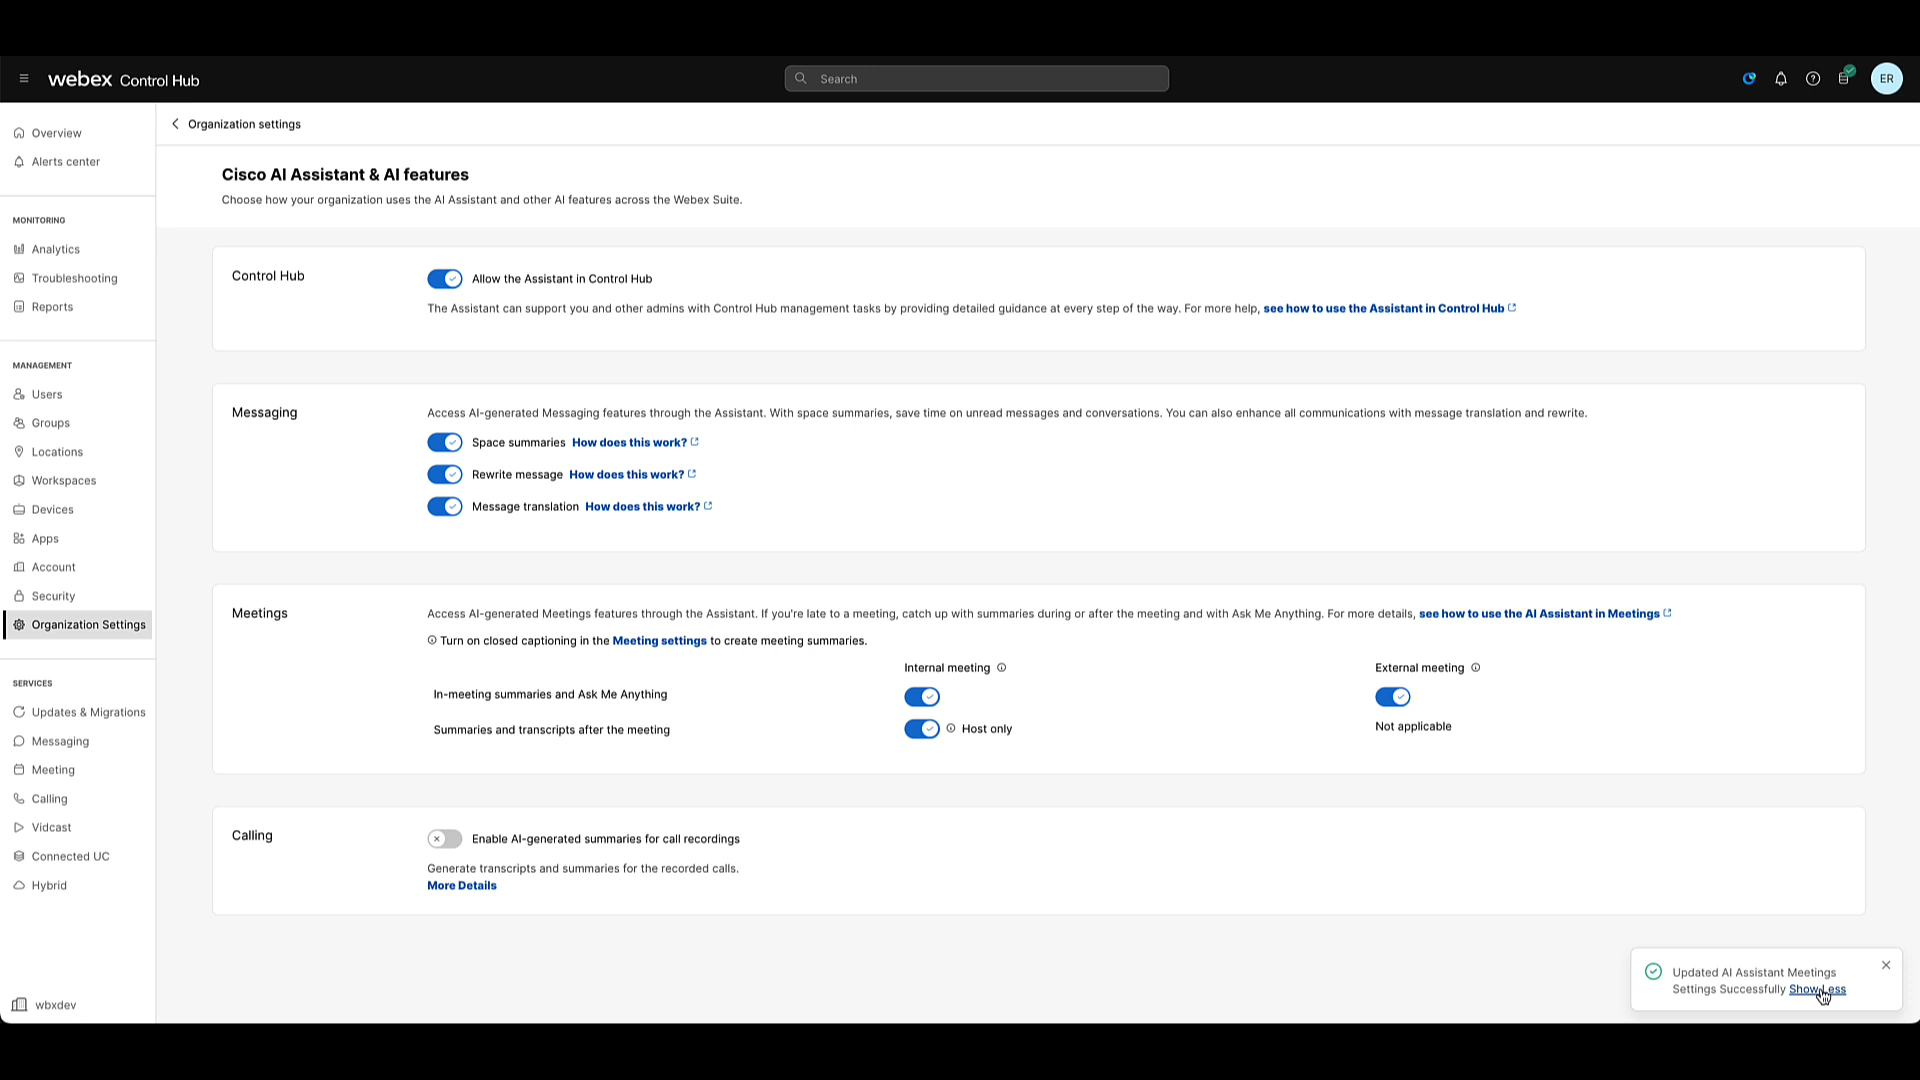 webex Control Hub
Search
ER
Overview
Alerts center
MONITORING
Analytics
Troubleshooting
Reports
MANAGEMENT
Users
Groups
Locations
Workspaces
Devices
Apps
Account
Security
Organization Settings
SERVICES
Updates & Migrations
Messaging
Meeting
Calling
Vidcast
Connected UC
Hybrid
wbxdev
Organization settings
Cisco AI Assistant & AI features
Choose how your organization uses the AI Assistant and other AI features across the Webex Suite.
Control Hub
Allow the Assistant in Control Hub
The Assistant can support you and other admins with Control Hub management tasks by providing detailed guidance at every step of the way. For more help, see how to use the Assistant in Control Hub
Messaging
Access AI-generated Messaging features through the Assistant. With space summaries, save time on unread messages and conversations. You can also enhance all communications with message translation and rewrite.
Space summaries How does this work?
Rewrite message How does this work?
Message translation How does this work?
Meetings
Access AI-generated Meetings features through the Assistant. If you're late to a meeting, catch up with summaries during or after the meeting and with Ask Me Anything. For more details, see how to use the AI Assistant in Meetings
Turn on closed captioning in the Meeting settings to create meeting summaries.
Internal meeting External meeting
In-meeting summaries and Ask Me Anything
Summaries and transcripts after the meeting Host only Not applicable
Calling
Enable AI-generated summaries for call recordings
Generate transcripts and summaries for the recorded calls.
More Details
Updated AI Assistant Meetings
Settings Successfully Show Less